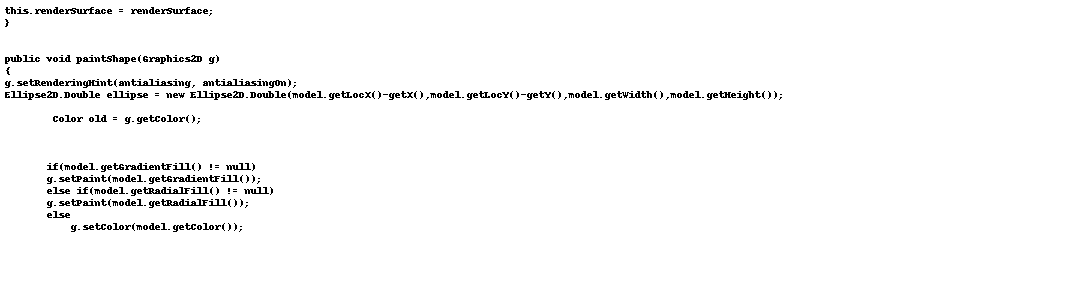 this.renderSurface = renderSurface;
}
public void paintShape(Graphics2D g)
{
g.setRenderingHint(antialiasing, antialiasingOn);
Ellipse2D.Double ellipse = new Ellipse2D.Double(model.getLocX()-getX(),model.getLocY()-getY(),model.getWidth(),model.getHeight());
Color old = g.getColor();
if(model.getGradientFill() != null)
g.setPaint(model.getGradientFill());
else if(model.getRadialFill() != null)
g.setPaint(model.getRadialFill());
else
g.setColor(model.getColor());